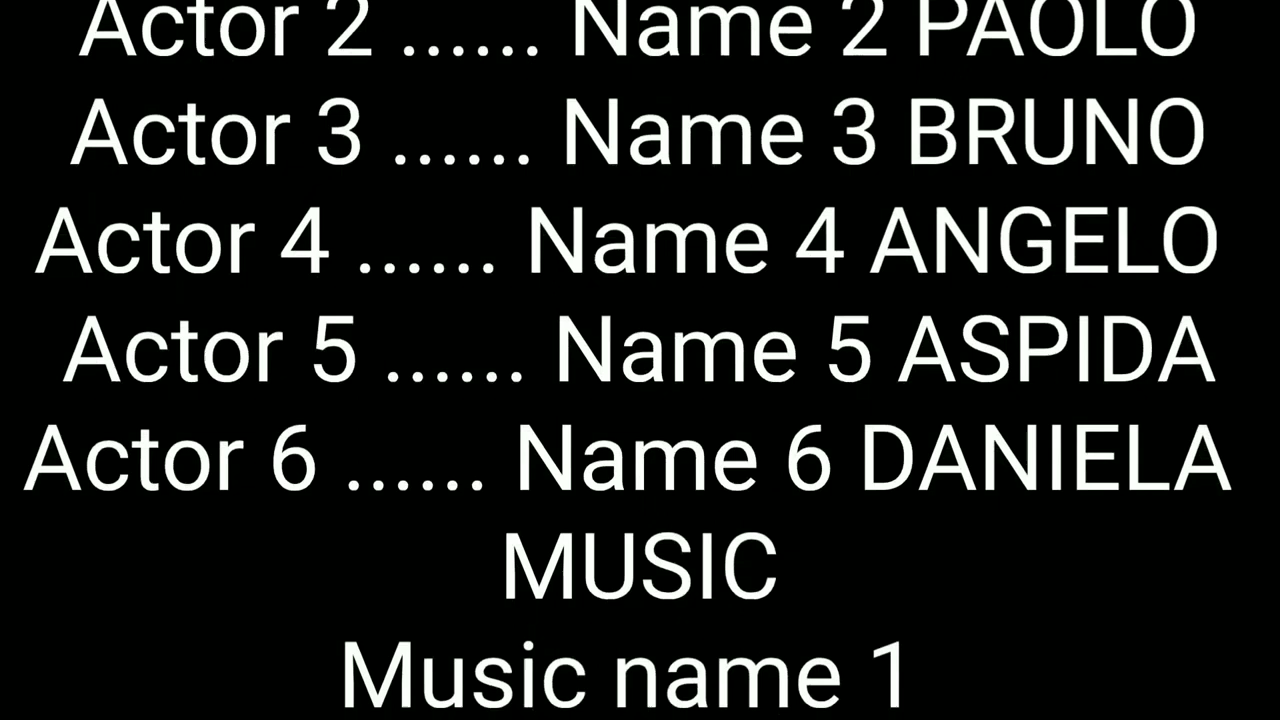 Actor 2 ...... Name 2 PAOLO
Actor 3 ...... Name 3 BRUNO
Actor 4 ...... Name 4 ANGELO
Actor 5 ...... Name 5 ASPIDA
Actor 6 ...... Name 6 DANIELA
MUSIC
Music name 1